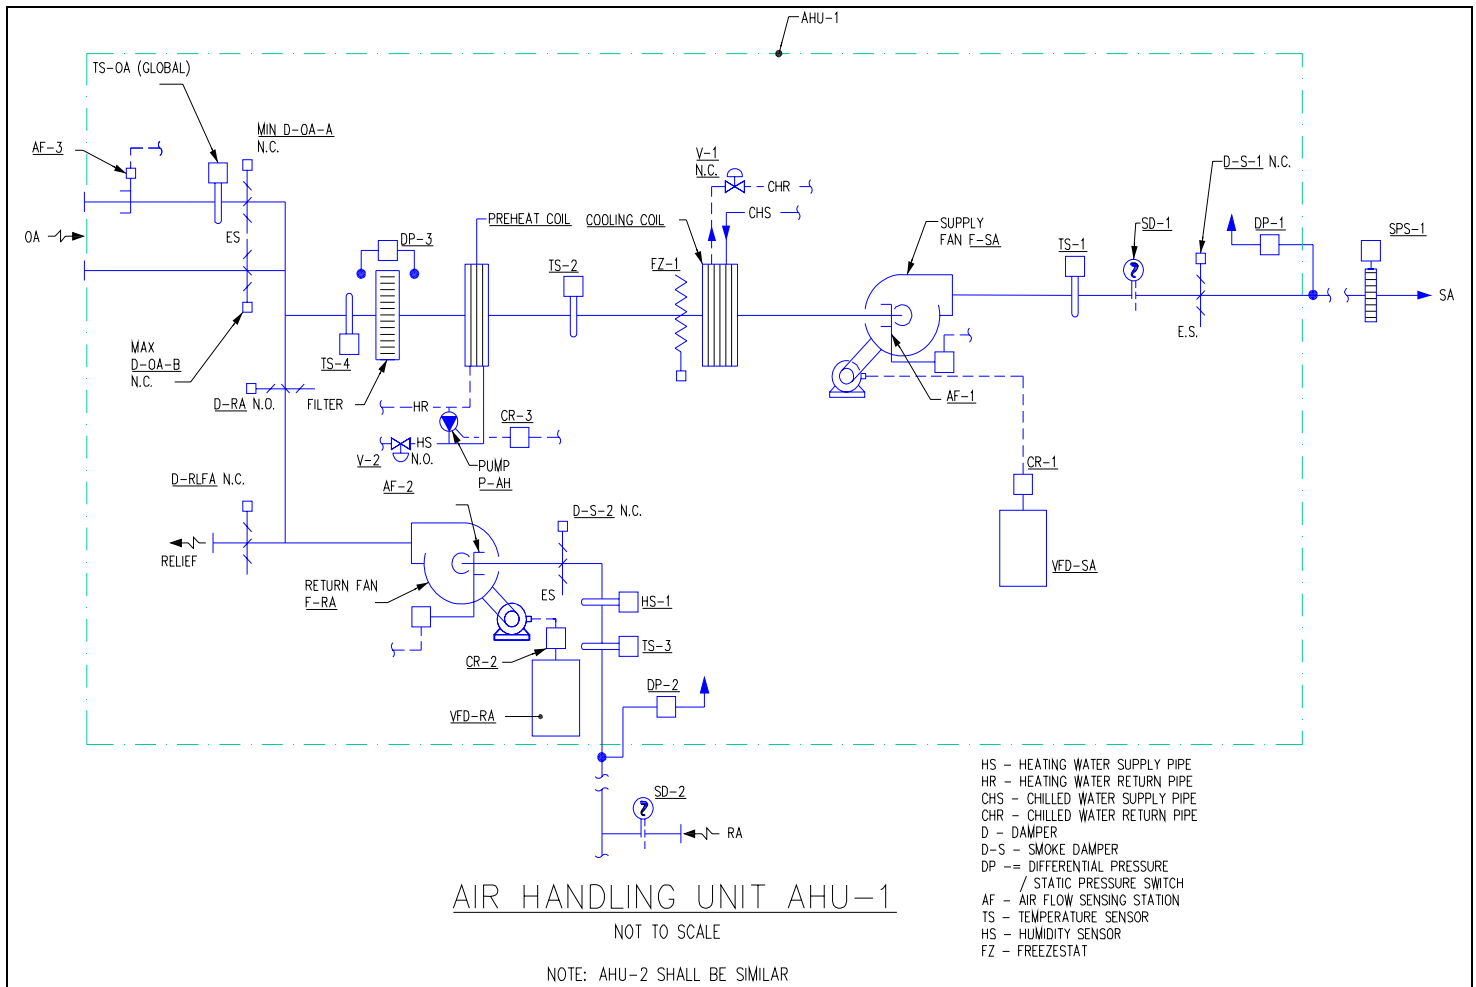 AHU-1
TS-OA (GLOBAL)
MIN D-OA-A
N.C.
AF-3
OA
ES
MAX
D-OA-B
N.C.
DP-3
TS-4
FILTER
D-RA N.O.
PREHEAT COIL
TS-2
HR
HS
V-2
N.O.
CR-3
PUMP
P-AH
COOLING COIL
FZ-1
V-1
N.C.
CHR
CHS
SUPPLY
FAN F-SA
AF-1
TS-1
SD-1
D-S-1 N.C.
E.S.
DP-1
SPS-1
SA
CR-1
VFD-SA
D-RLFA N.C.
RELIEF
AF-2
RETURN FAN
F-RA
D-S-2 N.C.
ES
HS-1
TS-3
CR-2
VFD-RA
DP-2
SD-2
RA
HS - HEATING WATER SUPPLY PIPE
HR - HEATING WATER RETURN PIPE
CHS - CHILLED WATER SUPPLY PIPE
CHR - CHILLED WATER RETURN PIPE
D - DAMPER
D-S - SMOKE DAMPER
DP -= DIFFERENTIAL PRESSURE
/ STATIC PRESSURE SWITCH
AF - AIR FLOW SENSING STATION
TS - TEMPERATURE SENSOR
HS - HUMIDITY SENSOR
FZ - FREEZESTAT
AIR HANDLING UNIT AHU-1
NOT TO SCALE
NOTE: AHU-2 SHALL BE SIMILAR